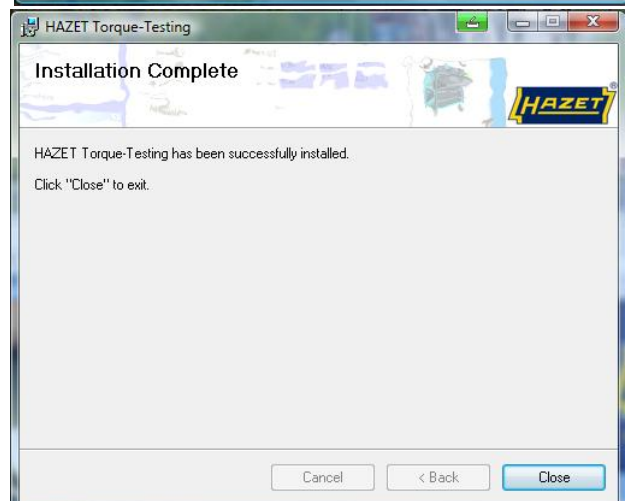 HAZET Torque-Testing
Installation Complete
HAZET®
HAZET Torque-Testing has been successfully installed.
Click "Close" to exit.
Cancel
< Back
Close